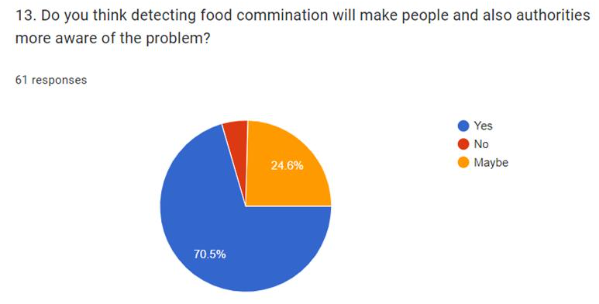 13. Do you think detecting food commination will make people and also authorities
more aware of the problem?
61 responses
Yes
No
Maybe
24.6%
70.5%